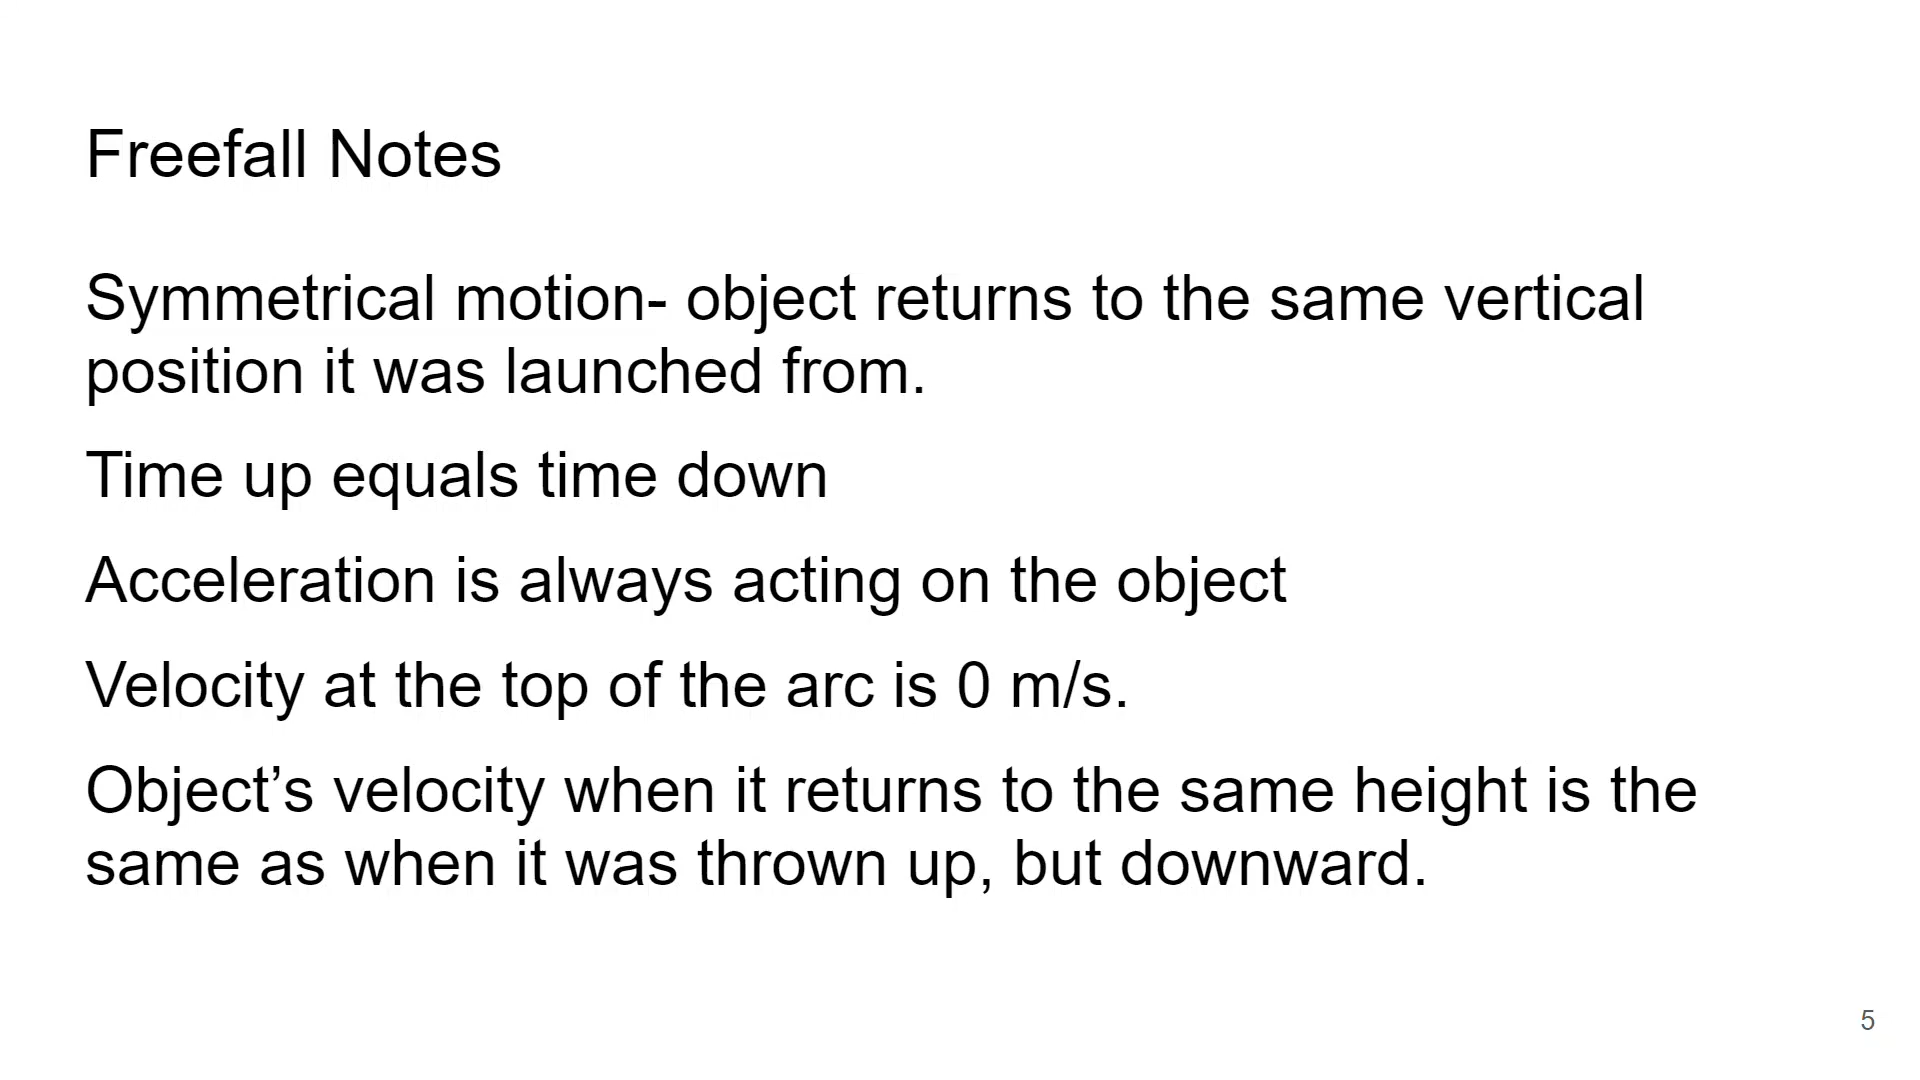 Freefall Notes
Symmetrical motion- object returns to the same vertical
position it was launched from.
Time up equals time down
Acceleration is always acting on the object
Velocity at the top of the arc is 0 m/s.
Object’s velocity when it returns to the same height is the
same as when it was thrown up, but downward.
5